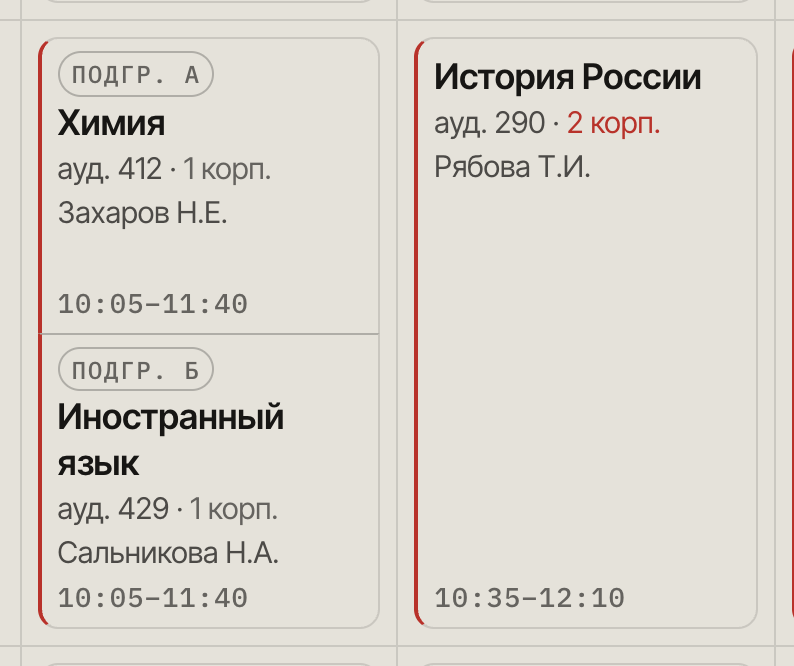 ПОДГР. А
Химия
ауд. 412 · 1 корп.
Захаров Н.Е.
10:05–11:40
ПОДГР. Б
Иностранный
язык
ауд. 429 · 1 корп.
Сальникова Н.А.
10:05–11:40
История России
ауд. 290 · 2 корп.
Рябова Т.И.
10:35–12:10